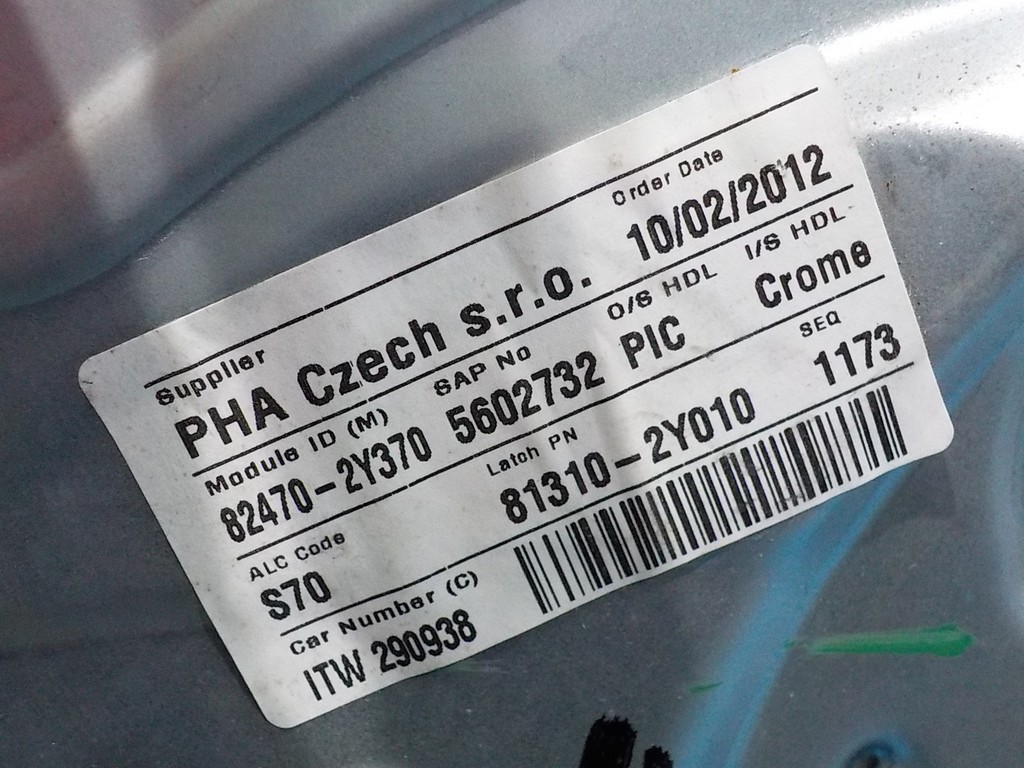 Supplier Order Date
PHA Czech s.r.o. 10/02/2012
Module ID (M) SAP No O/S HDL I/S HDL
82470-2Y370 5602732 PIC Crome
ALC Code Latch PN SEQ
S70 81310-2Y010 1173
Car Number (C)
ITW 290938